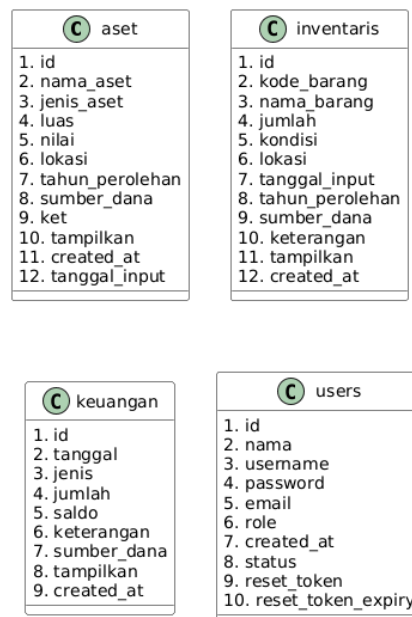 C aset
1. id
2. nama_aset
3. jenis_aset
4. luas
5. nilai
6. lokasi
7. tahun_perolehan
8. sumber_dana
9. ket
10. tampilkan
11. created_at
12. tanggal_input
C inventaris
1. id
2. kode_barang
3. nama_barang
4. jumlah
5. kondisi
6. lokasi
7. tanggal_input
8. tahun_perolehan
9. sumber_dana
10. keterangan
11. tampilkan
12. created_at
C keuangan
1. id
2. tanggal
3. jenis
4. jumlah
5. saldo
6. keterangan
7. sumber_dana
8. tampilkan
9. created_at
C users
1. id
2. nama
3. username
4. password
5. email
6. role
7. created_at
8. status
9. reset_token
10. reset_token_expiry